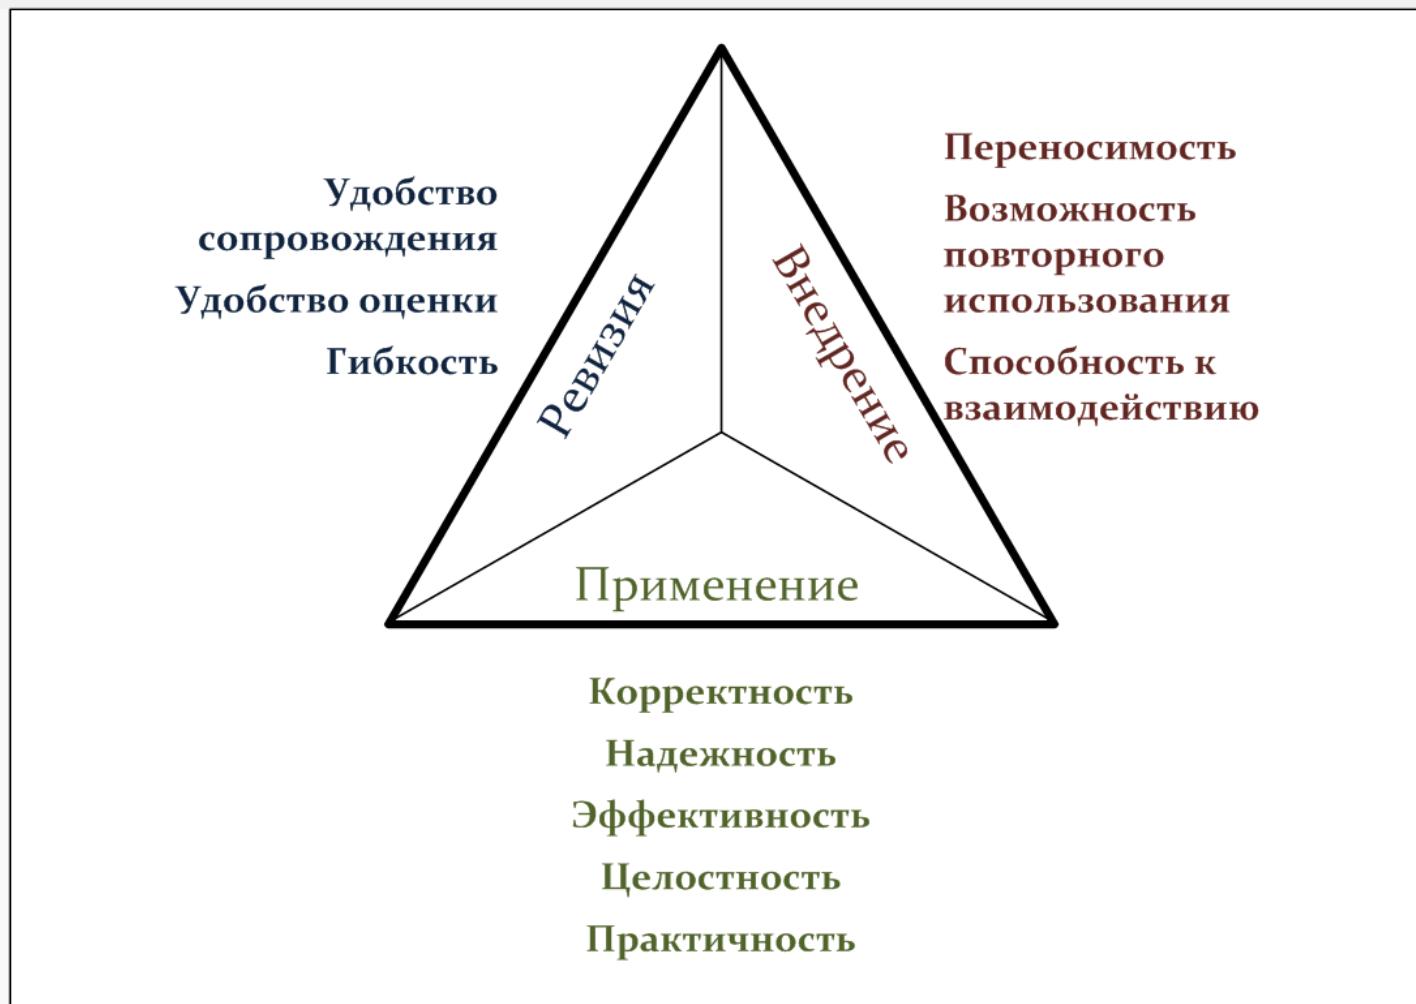 Удобство
сопровождения
Удобство оценки
Гибкость
Ревизия
Внедрение
Переносимость
Возможность
повторного
использования
Способность к
взаимодействию
Применение
Корректность
Надежность
Эффективность
Целостность
Практичность